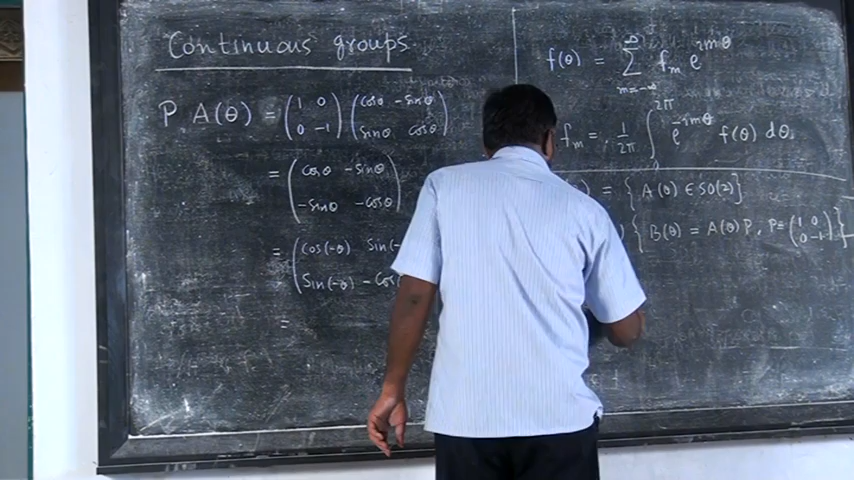 Continuous groups
P A(θ) = (1 0 / 0 -1) (cosθ -sinθ / sinθ cosθ)
= (cosθ -sinθ / -sinθ -cosθ)
= (cos(-θ) sin(- / sin(-θ) -cos
=
f(θ) = ∑_{m=-∞}^{∞} f_m e^{imθ}
f_m = 1/2π ∫^{2π} e^{-imθ} f(θ) dθ
) = {A(θ) ∈ SO(2)}
{B(θ) = A(θ) P, P = (1 0 / 0 -1)}